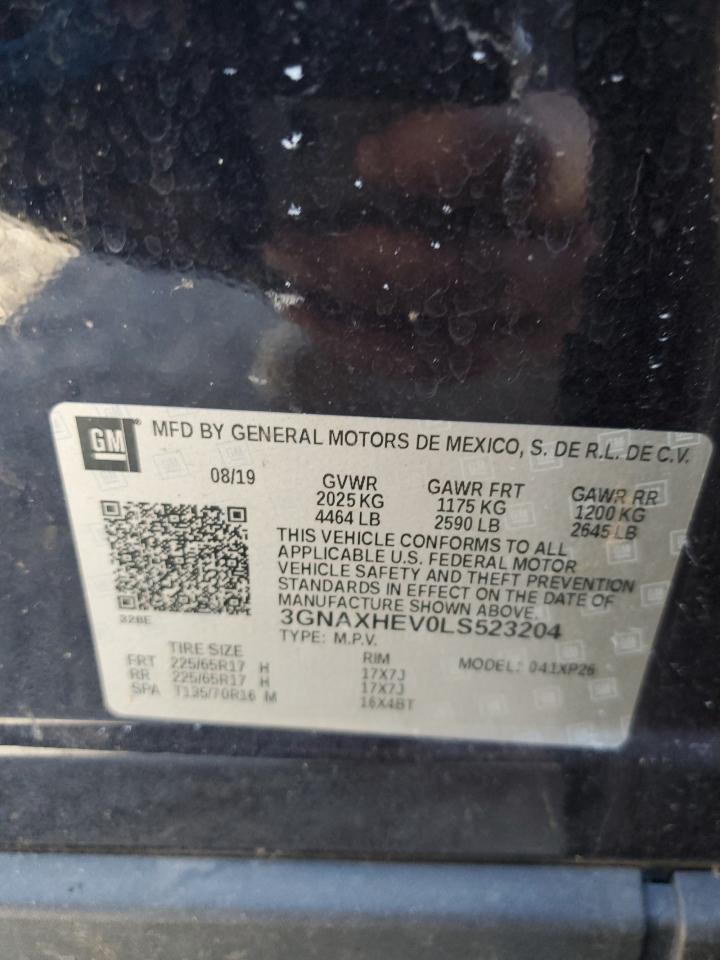 GM® MFD BY GENERAL MOTORS DE MEXICO, S. DE R.L. DE C.V.
08/19 GVWR GAWR FRT GAWR RR
2025 KG 1175 KG 1200 KG
4464 LB 2590 LB 2645 LB
THIS VEHICLE CONFORMS TO ALL
APPLICABLE U.S. FEDERAL MOTOR
VEHICLE SAFETY AND THEFT PREVENTION
STANDARDS IN EFFECT ON THE DATE OF
MANUFACTURE SHOWN ABOVE.
3GNAXHEV0LS523204
328E
TYPE: M.P.V.
TIRE SIZE RIM MODEL: 041XP26
FRT 225/65R17 H 17X7J
RR 225/65R17 H 17X7J
SPA T135/70R16 M 16X4BT